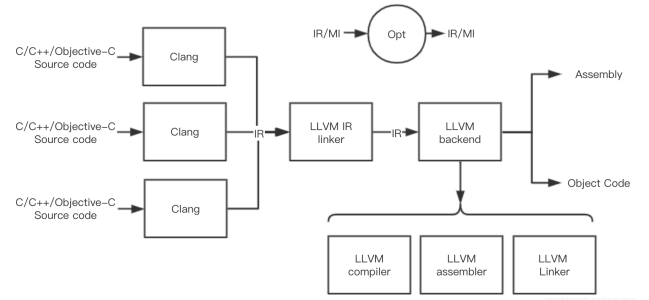 IR/MI
Opt
IR/MI
C/C++/Objective-C
Source code
Clang
C/C++/Objective-C
Source code
Clang
IR
LLVM IR
linker
IR
LLVM
backend
Assembly
Object Code
C/C++/Objective-C
Source code
Clang
LLVM
compiler
LLVM
assembler
LLVM
Linker